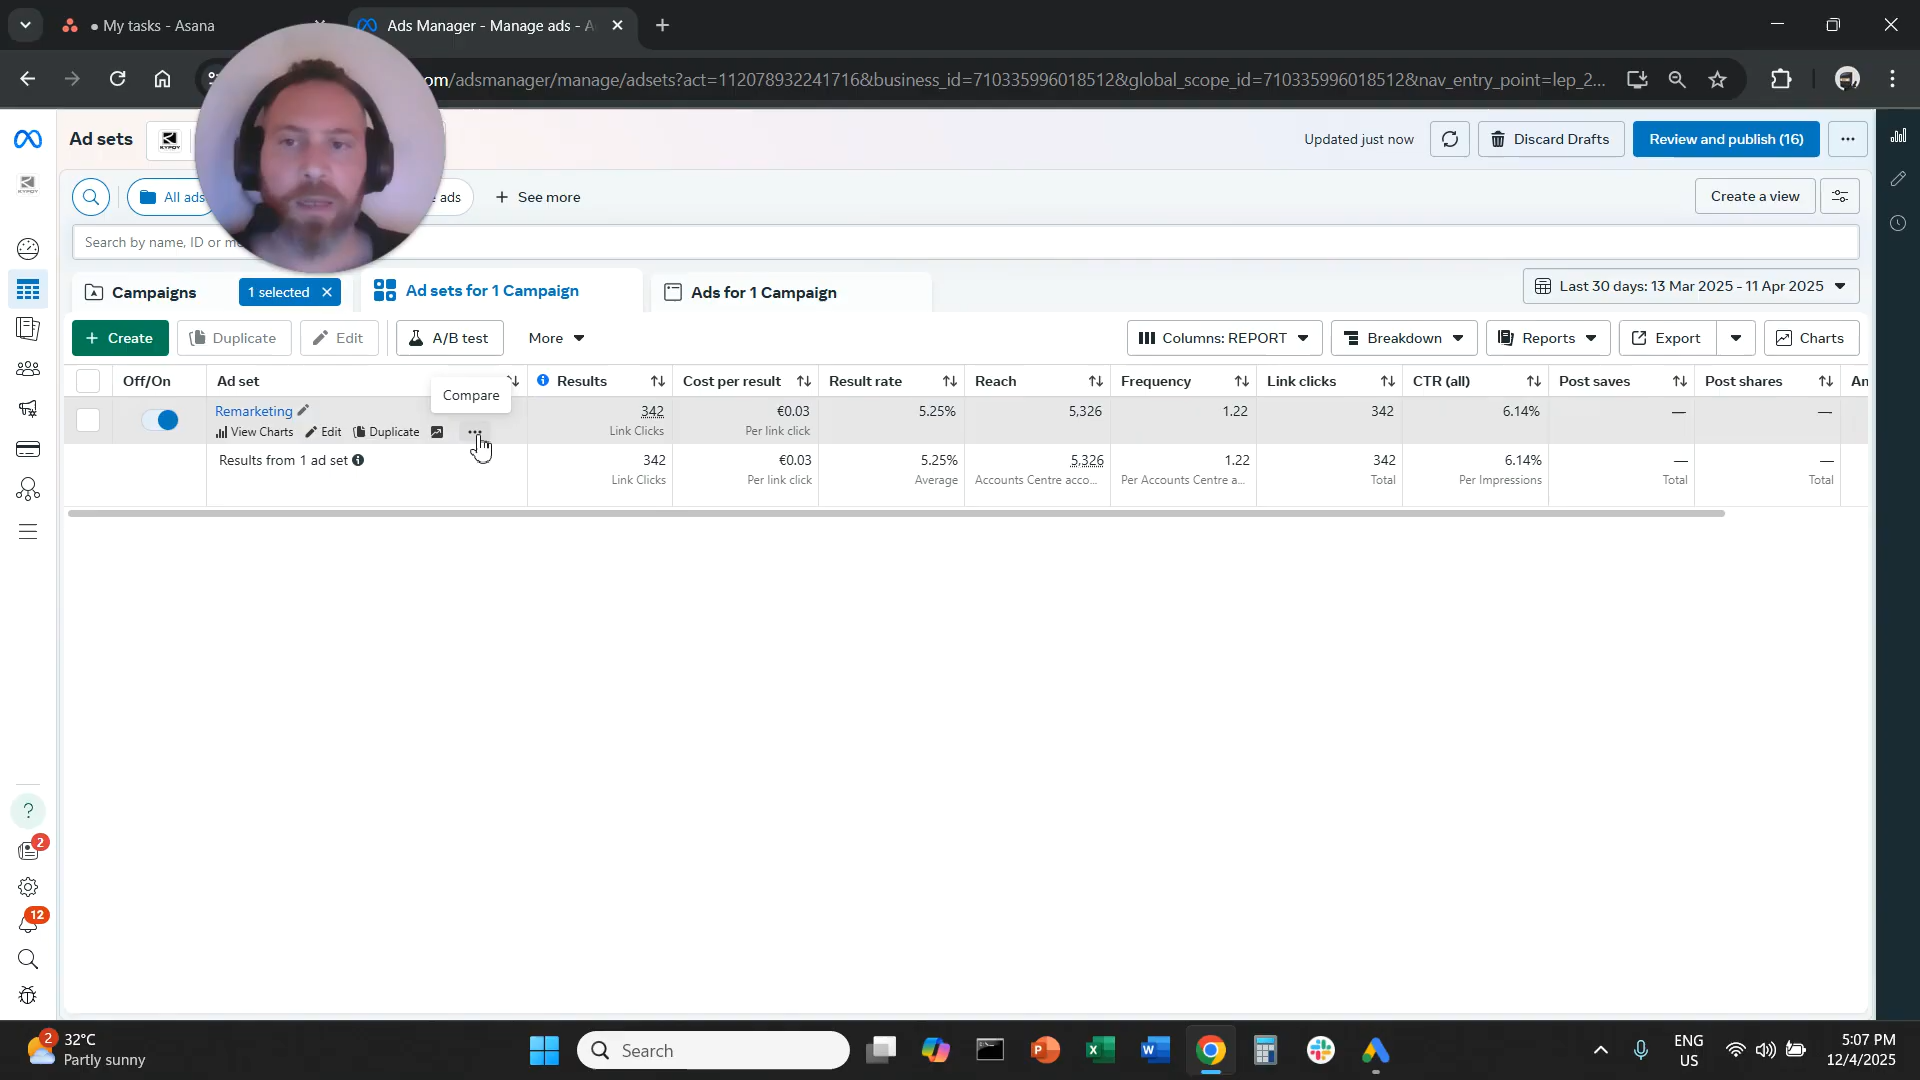 My tasks - Asana
Ads Manager - Manage ads - A
om/adsmanager/manage/adsets?act=112078932241716&business_id=710335996018512&global_scope_id=710335996018512&nav_entry_point=lep_2...
Ad sets
KYPOY
Updated just now
Discard Drafts
Review and publish (16)
All ads
ads
See more
Create a view
Search by name, ID or me
Campaigns
1 selected
Ad sets for 1 Campaign
Ads for 1 Campaign
Last 30 days: 13 Mar 2025 - 11 Apr 2025
Create
Duplicate
Edit
A/B test
More
Columns: REPORT
Breakdown
Reports
Export
Charts
Off/On
Ad set
Results
Cost per result
Result rate
Reach
Frequency
Link clicks
CTR (all)
Post saves
Post shares
An
Compare
Remarketing
342
€0.03
5.25%
5,326
1.22
342
6.14%
—
—
View Charts
Edit
Duplicate
Link Clicks
Per link click
Results from 1 ad set
342
€0.03
5.25%
5,326
1.22
342
6.14%
—
—
Link Clicks
Per link click
Average
Accounts Centre acco...
Per Accounts Centre a...
Total
Per Impressions
Total
Total
2
12
2
32°C
Partly sunny
Search
ENG
US
5:07 PM
12/4/2025